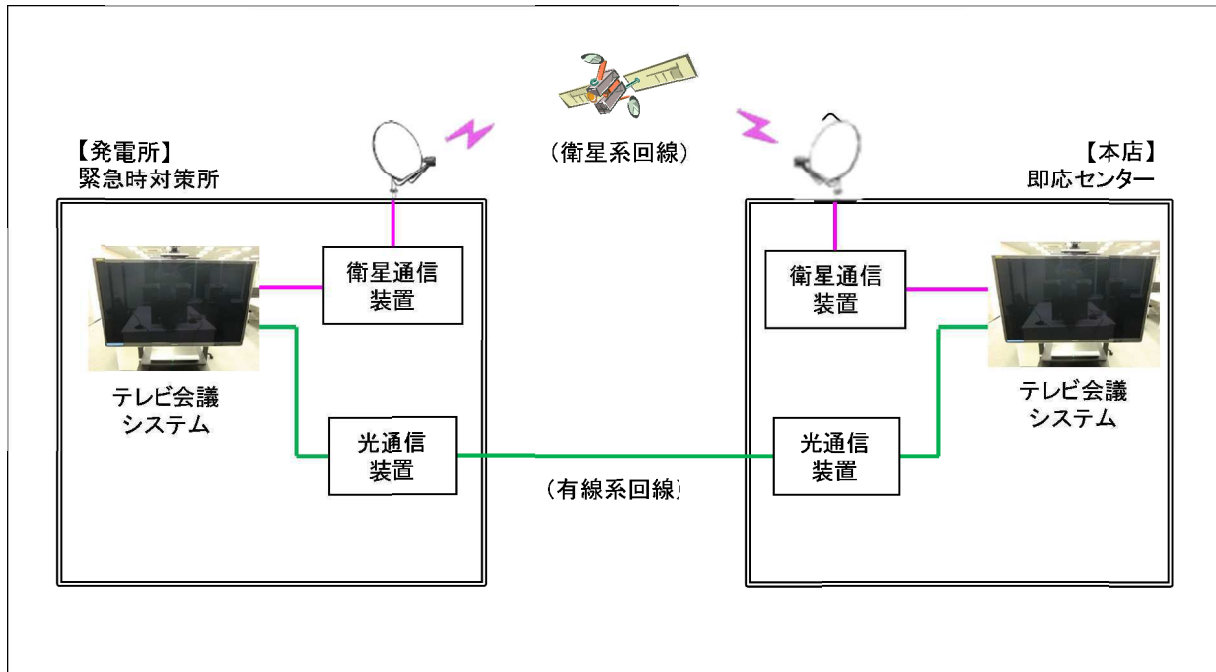 (衛星系回線)
【発電所】
緊急時対策所
【本店】
即応センター
衛星通信
装置
衛星通信
装置
テレビ会議
システム
テレビ会議
システム
光通信
装置
光通信
装置
(有線系回線)